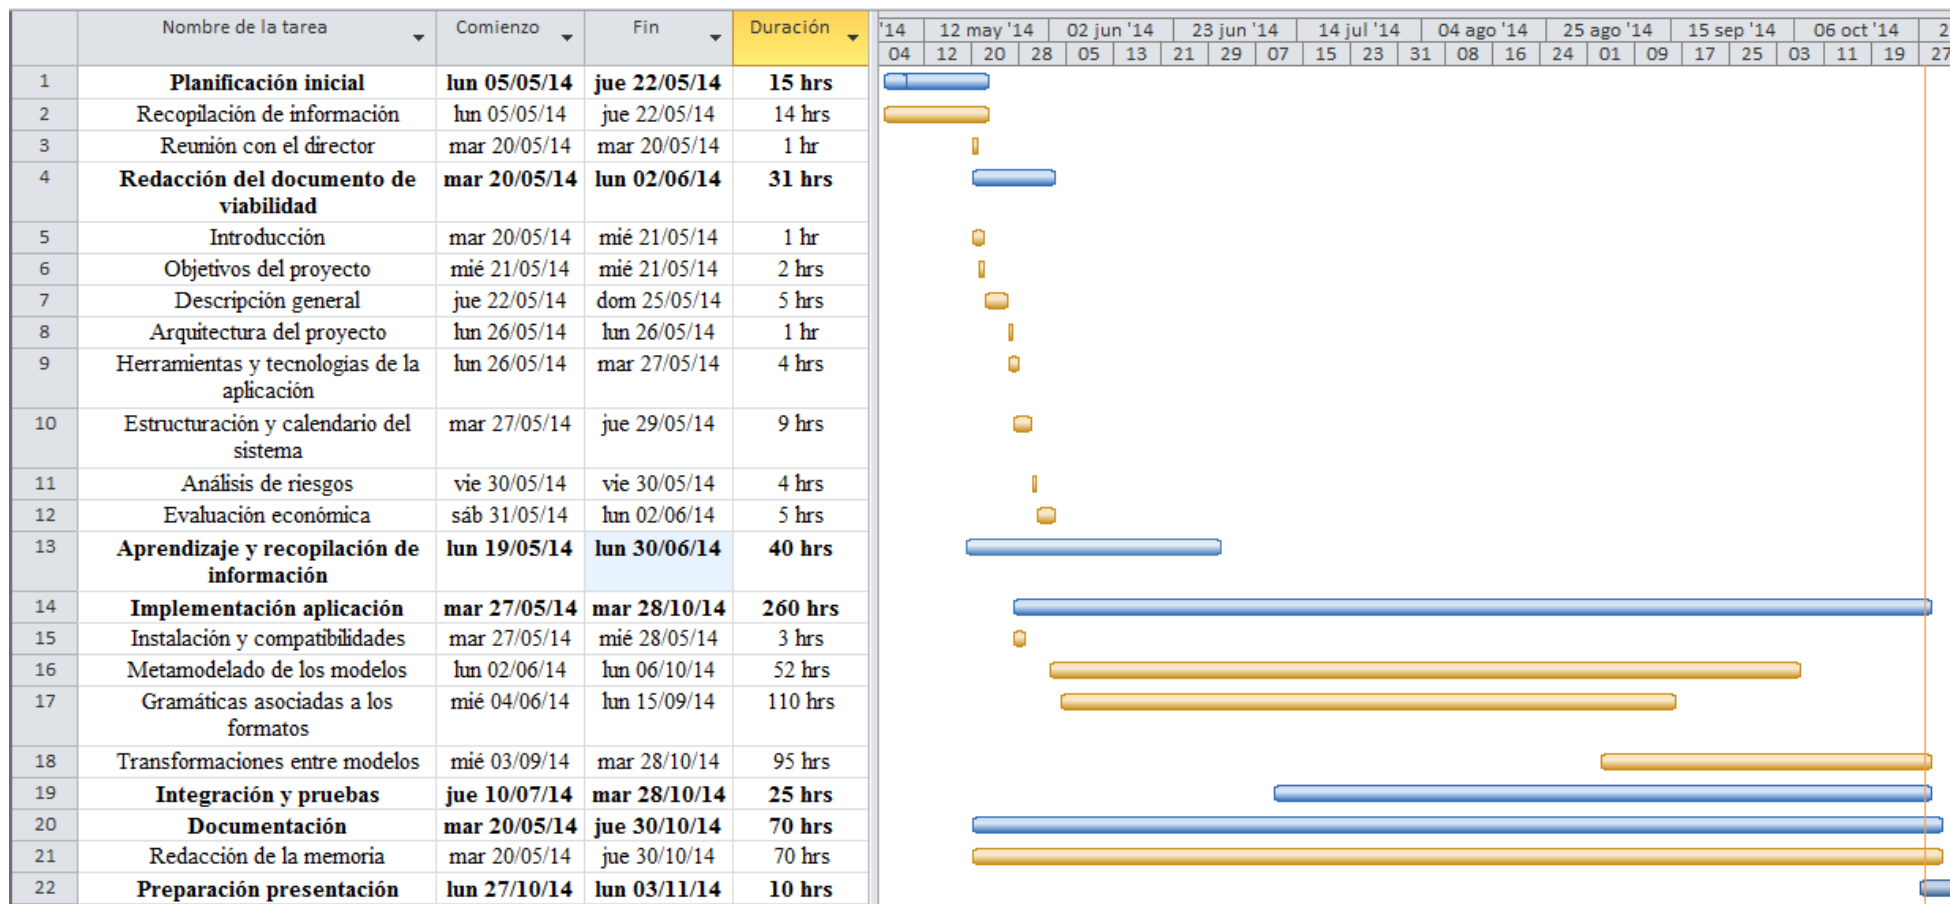 Nombre de la tarea Comienzo Fin Duración '14 12 may '14 02 jun '14 23 jun '14 14 jul '14 04 ago '14 25 ago '14 15 sep '14 06 oct '14 2
04 12 20 28 05 13 21 29 07 15 23 31 08 16 24 01 09 17 25 03 11 19 27
1 Planificación inicial lun 05/05/14 jue 22/05/14 15 hrs
2 Recopilación de información lun 05/05/14 jue 22/05/14 14 hrs
3 Reunión con el director mar 20/05/14 mar 20/05/14 1 hr
4 Redacción del documento de mar 20/05/14 lun 02/06/14 31 hrs
viabilidad
5 Introducción mar 20/05/14 mié 21/05/14 1 hr
6 Objetivos del proyecto mié 21/05/14 mié 21/05/14 2 hrs
7 Descripción general jue 22/05/14 dom 25/05/14 5 hrs
8 Arquitectura del proyecto lun 26/05/14 lun 26/05/14 1 hr
9 Herramientas y tecnologías de la lun 26/05/14 mar 27/05/14 4 hrs
aplicación
10 Estructuración y calendario del mar 27/05/14 jue 29/05/14 9 hrs
sistema
11 Análisis de riesgos vie 30/05/14 vie 30/05/14 4 hrs
12 Evaluación económica sáb 31/05/14 lun 02/06/14 5 hrs
13 Aprendizaje y recopilación de lun 19/05/14 lun 30/06/14 40 hrs
información
14 Implementación aplicación mar 27/05/14 mar 28/10/14 260 hrs
15 Instalación y compatibilidades mar 27/05/14 mié 28/05/14 3 hrs
16 Metamodelado de los modelos lun 02/06/14 lun 06/10/14 52 hrs
17 Gramáticas asociadas a los mié 04/06/14 lun 15/09/14 110 hrs
formatos
18 Transformaciones entre modelos mié 03/09/14 mar 28/10/14 95 hrs
19 Integración y pruebas jue 10/07/14 mar 28/10/14 25 hrs
20 Documentación mar 20/05/14 jue 30/10/14 70 hrs
21 Redacción de la memoria mar 20/05/14 jue 30/10/14 70 hrs
22 Preparación presentación lun 27/10/14 lun 03/11/14 10 hrs